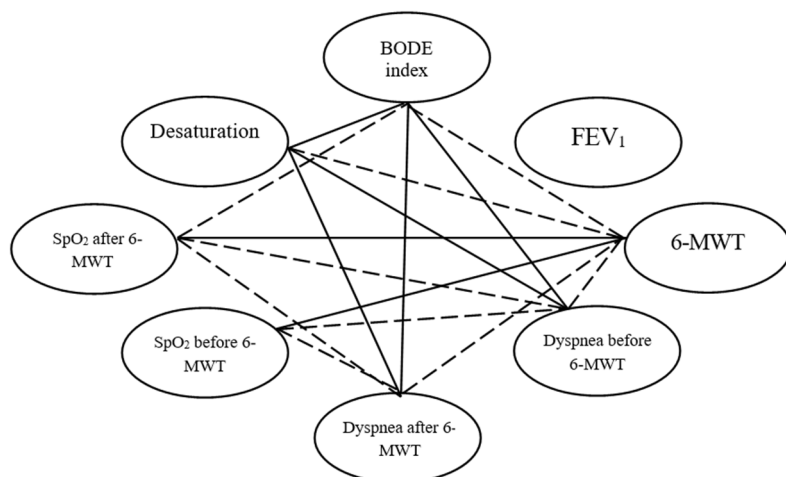 BODE
index
Desaturation
FEV₁
SpO₂ after 6-
MWT
6-MWT
SpO₂ before 6-
MWT
Dyspnea before
6-MWT
Dyspnea after 6-
MWT